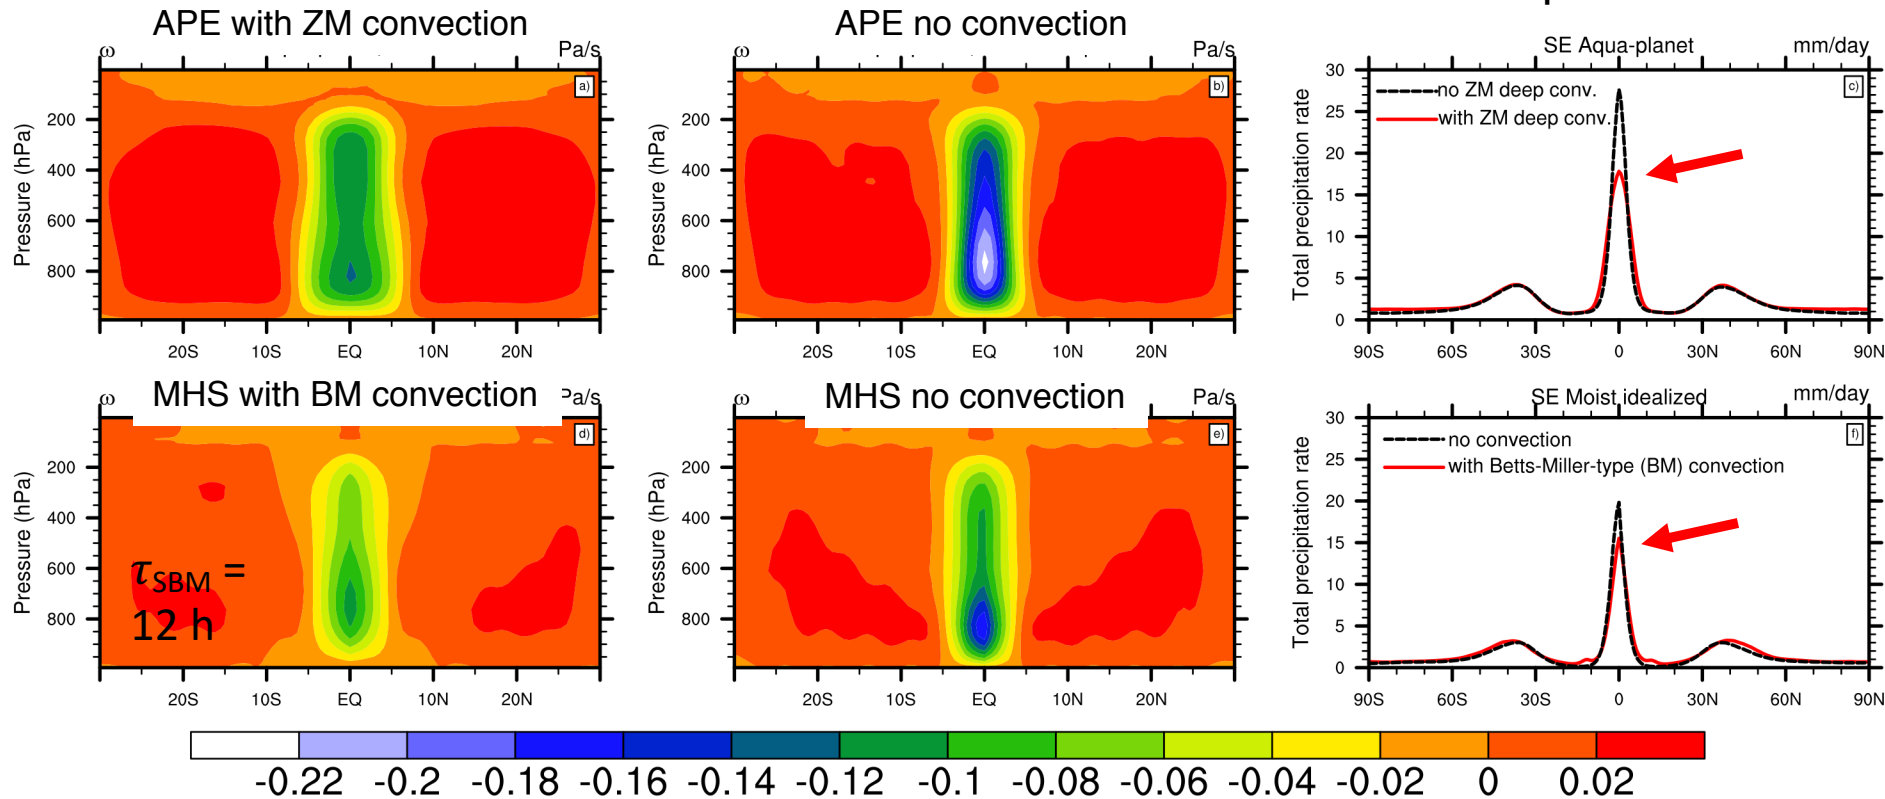 APE with ZM convection
ω Pa/s
a)
Pressure (hPa)
200
400
600
800
20S 10S EQ 10N 20N
APE no convection
ω Pa/s
b)
Pressure (hPa)
200
400
600
800
20S 10S EQ 10N 20N
SE Aqua-planet mm/day
c)
no ZM deep conv.
with ZM deep conv.
Total precipitation rate
30
25
20
15
10
5
0
90S 60S 30S 0 30N 60N 90N
MHS with BM convection
ω Pa/s
d)
Pressure (hPa)
200
400
600
800
τSBM =
12 h
20S 10S EQ 10N 20N
MHS no convection
ω Pa/s
e)
Pressure (hPa)
200
400
600
800
20S 10S EQ 10N 20N
SE Moist idealized mm/day
f)
no convection
with Betts-Miller-type (BM) convection
Total precipitation rate
30
25
20
15
10
5
0
90S 60S 30S 0 30N 60N 90N
-0.22 -0.2 -0.18 -0.16 -0.14 -0.12 -0.1 -0.08 -0.06 -0.04 -0.02 0 0.02